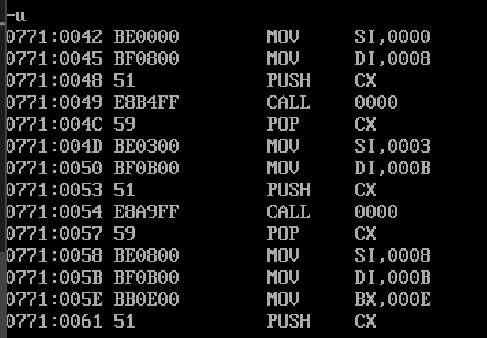 -u
0771:0042 BE0000 MOV SI,0000
0771:0045 BF0800 MOV DI,0008
0771:0048 51 PUSH CX
0771:0049 E8B4FF CALL 0000
0771:004C 59 POP CX
0771:004D BE0300 MOV SI,0003
0771:0050 BF0B00 MOV DI,000B
0771:0053 51 PUSH CX
0771:0054 E8A9FF CALL 0000
0771:0057 59 POP CX
0771:0058 BE0800 MOV SI,0008
0771:005B BF0B00 MOV DI,000B
0771:005E BB0E00 MOV BX,000E
0771:0061 51 PUSH CX